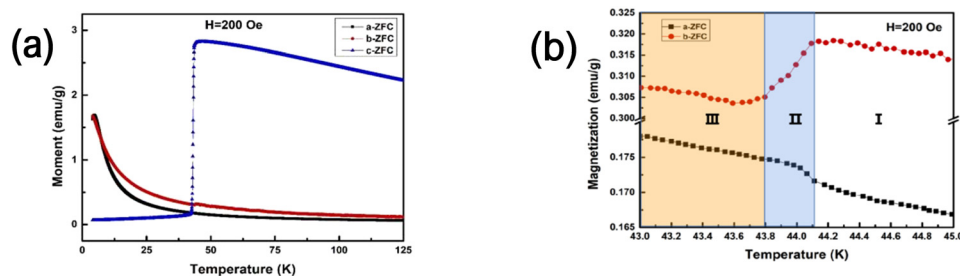 (a)
H=200 Oe
a-ZFC
b-ZFC
c-ZFC
Moment (emu/g)
3
2
1
0
0 25 50 75 100 125
Temperature (K)
(b)
H=200 Oe
a-ZFC
b-ZFC
Magnetization (emu/g)
0.325
0.320
0.315
0.310
0.305
0.300
0.175
0.170
0.165
III
II
I
43.0 43.2 43.4 43.6 43.8 44.0 44.2 44.4 44.6 44.8 45.0
Temperature (K)